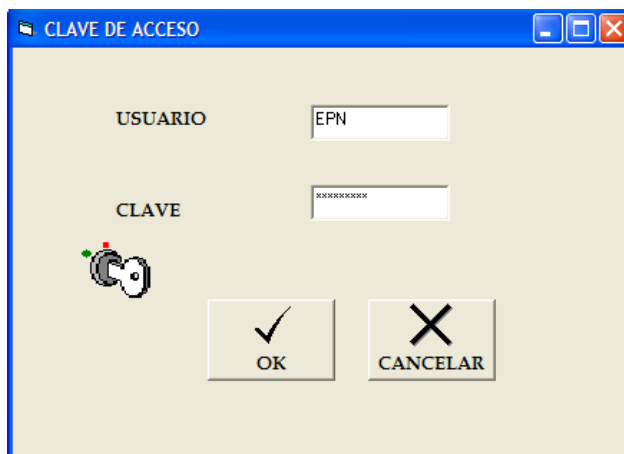 CLAVE DE ACCESO
USUARIO EPN
CLAVE *********
OK CANCELAR